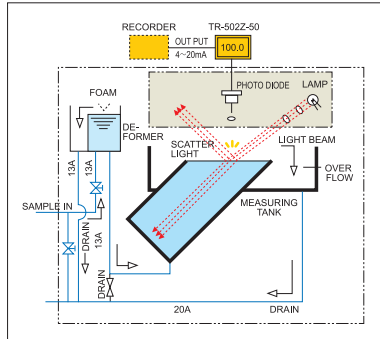 RECORDER
TR-502Z-50
OUT PUT
4~20mA
100.0
PHOTO DIODE
LAMP
FOAM
DE-
FORMER
SCATTER
LIGHT
LIGHT BEAM
OVER
FLOW
13A
13A
SAMPLE IN
MEASURING
TANK
DRAIN
13A
DRAIN
20A
DRAIN